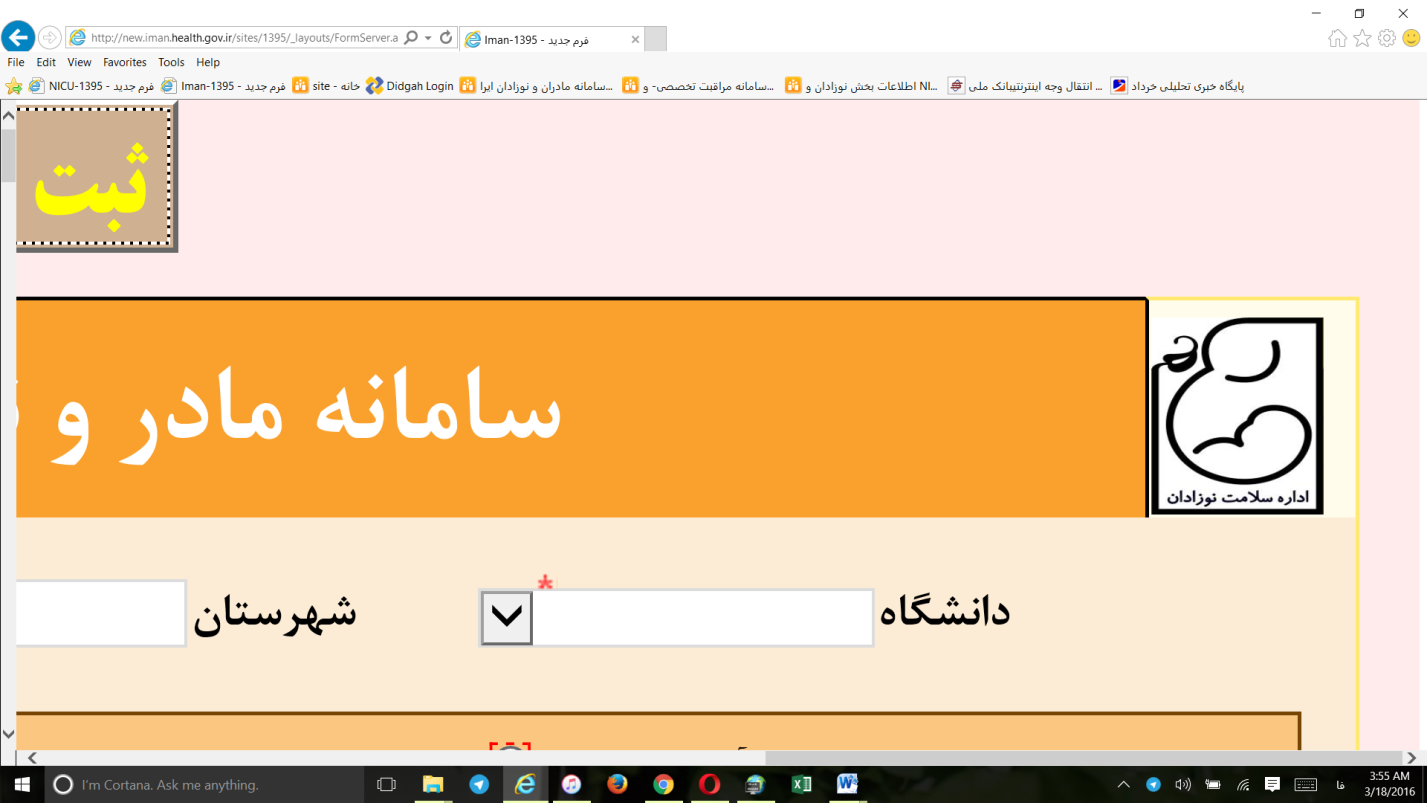 http://new.iman.health.gov.ir/sites/1395/_layouts/FormServer.a
فرم جدید - Iman-1395
File Edit View Favorites Tools Help
فرم جدید - NICU-1395
فرم جدید - Iman-1395
خانه - site
Didgah Login
سامانه مادران و نوزادان ایرا...
سامانه مراقبت تخصصی- و...
اطلاعات بخش نوزادان و NI...
انتقال وجه اینترنتیبانک ملی ...
پایگاه خبری تحلیلی خرداد
ثبت
سامانه مادر و
اداره سلامت نوزادان
دانشگاه
*
شهرستان
I'm Cortana. Ask me anything.
فا
3:55 AM
3/18/2016